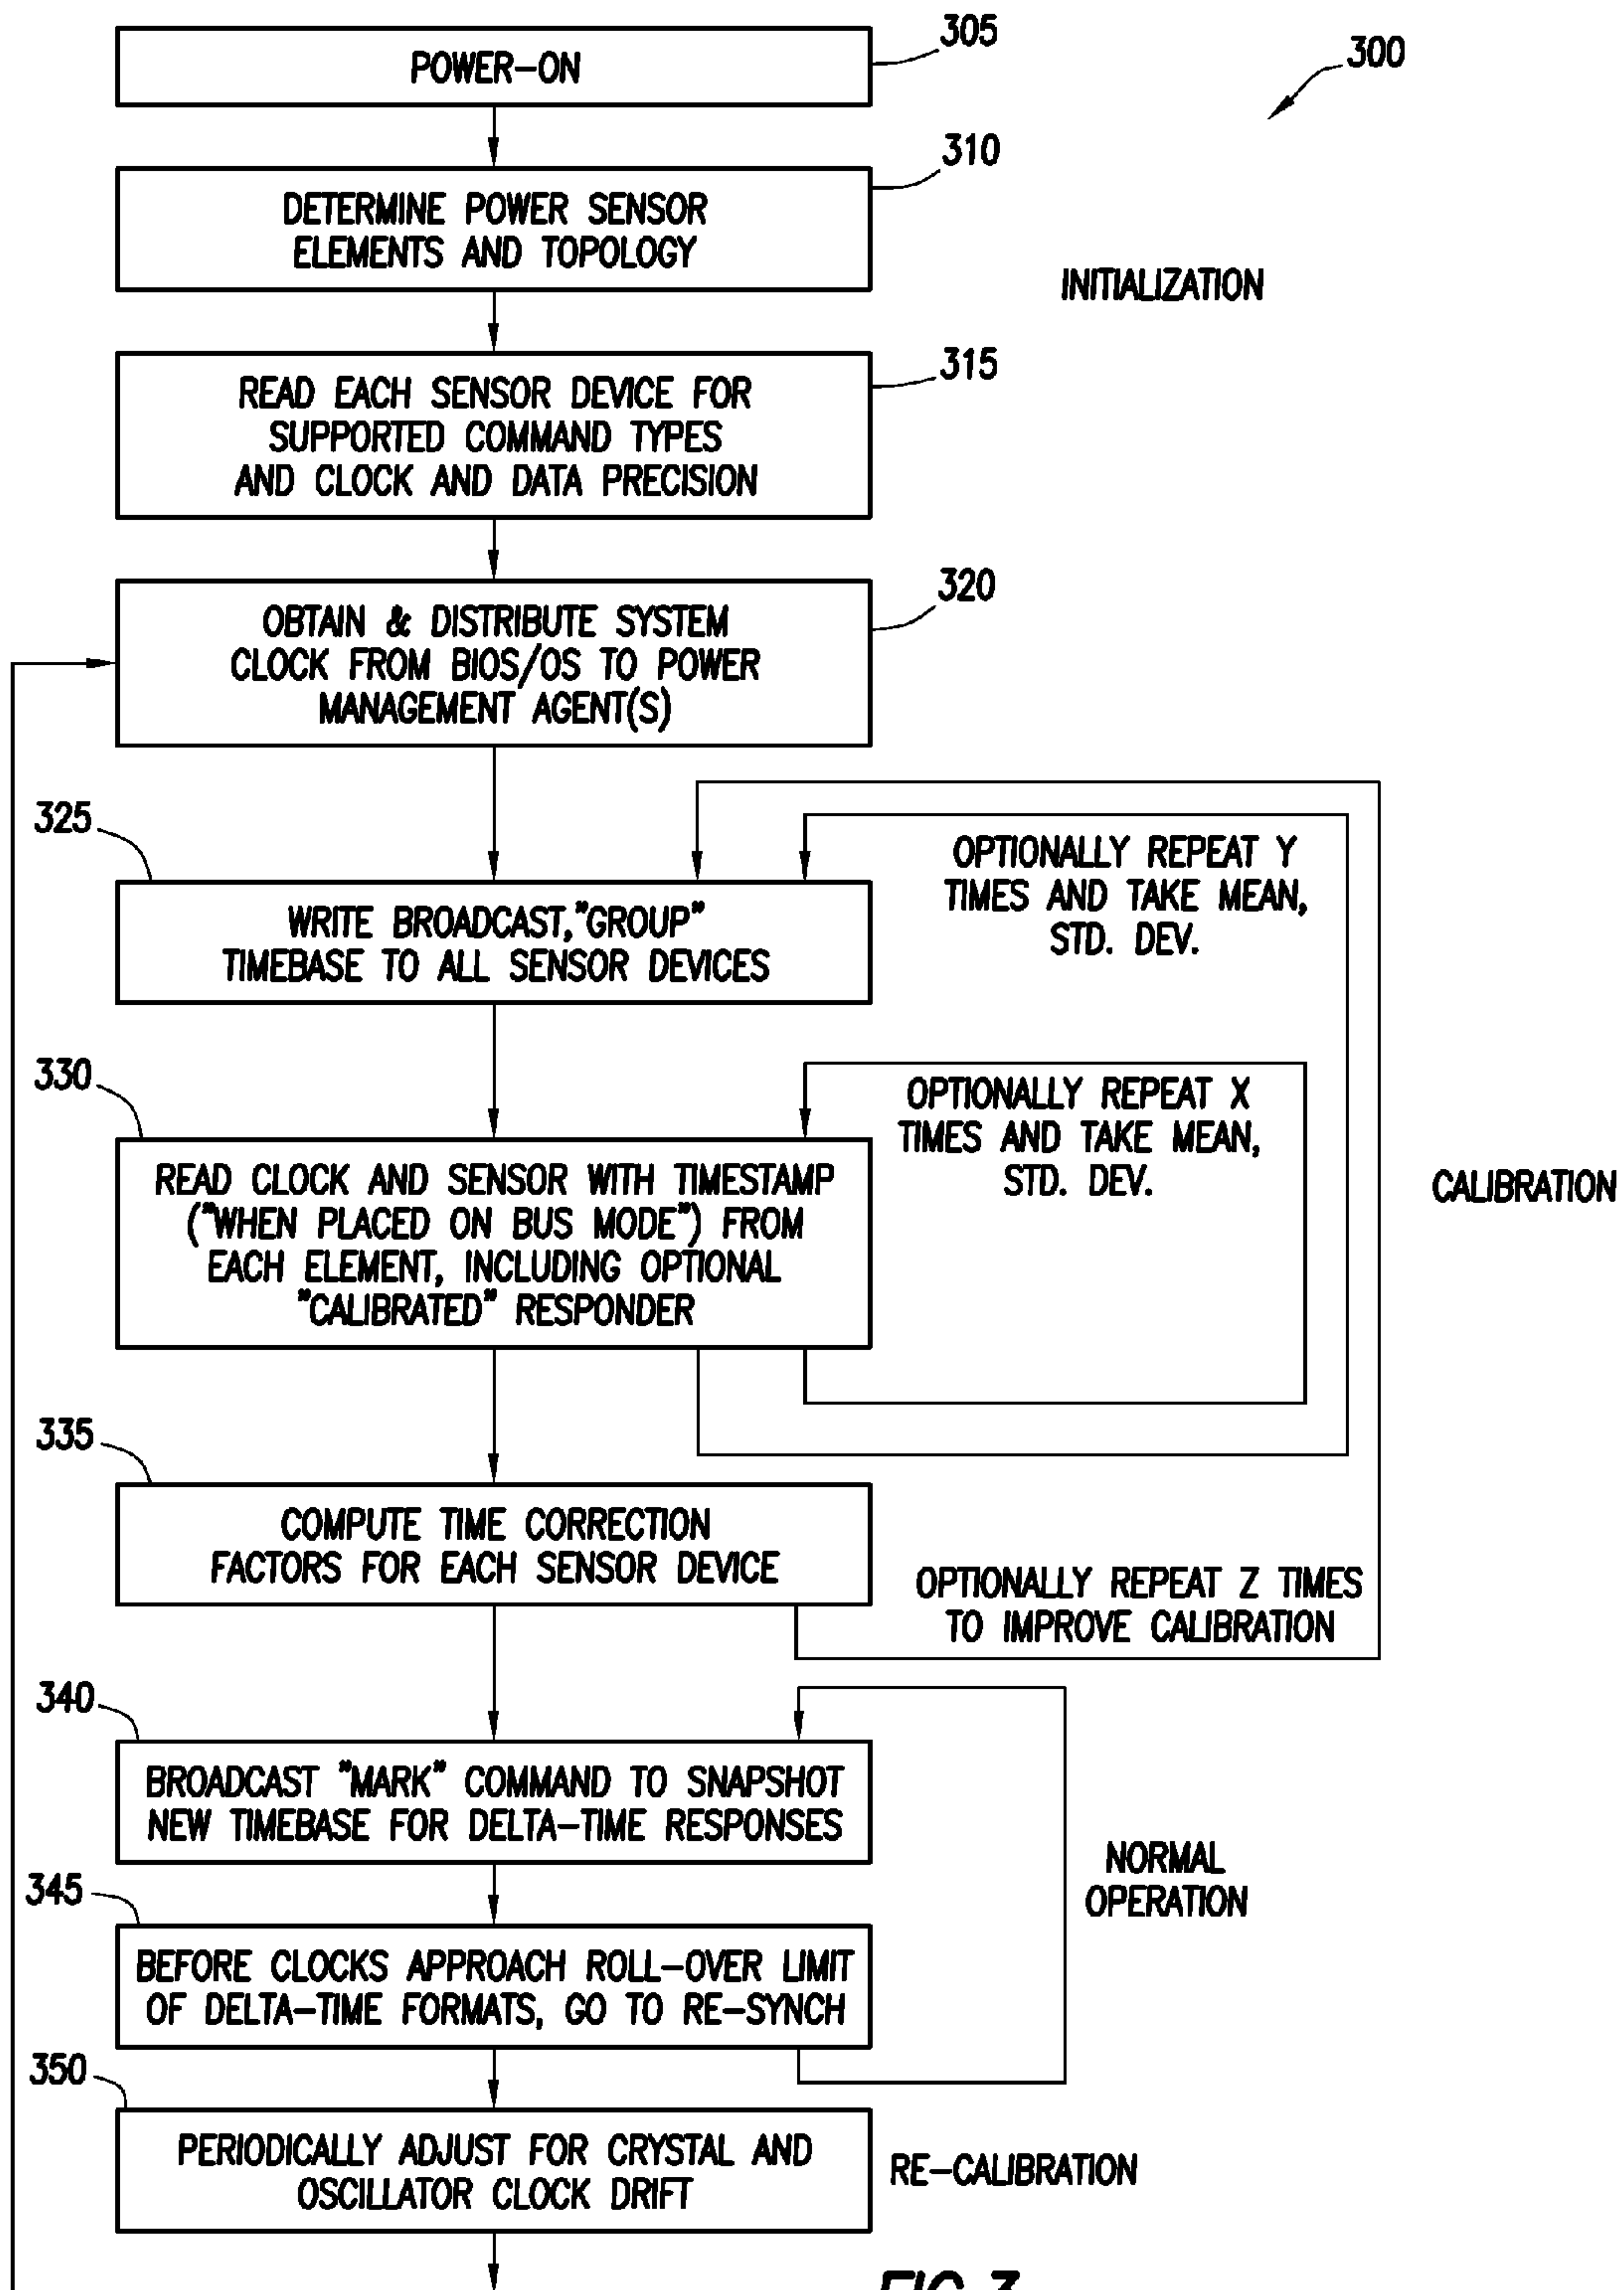 305
POWER-ON
300
310
DETERMINE POWER SENSOR
ELEMENTS AND TOPOLOGY
INITIALIZATION
315
READ EACH SENSOR DEVICE FOR
SUPPORTED COMMAND TYPES
AND CLOCK AND DATA PRECISION
320
OBTAIN & DISTRIBUTE SYSTEM
CLOCK FROM BIOS/OS TO POWER
MANAGEMENT AGENT(S)
325
WRITE BROADCAST,"GROUP"
TIMEBASE TO ALL SENSOR DEVICES
OPTIONALLY REPEAT Y
TIMES AND TAKE MEAN,
STD. DEV.
330
READ CLOCK AND SENSOR WITH TIMESTAMP
("WHEN PLACED ON BUS MODE") FROM
EACH ELEMENT, INCLUDING OPTIONAL
"CALIBRATED" RESPONDER
OPTIONALLY REPEAT X
TIMES AND TAKE MEAN,
STD. DEV.
CALIBRATION
335
COMPUTE TIME CORRECTION
FACTORS FOR EACH SENSOR DEVICE
OPTIONALLY REPEAT Z TIMES
TO IMPROVE CALIBRATION
340
BROADCAST "MARK" COMMAND TO SNAPSHOT
NEW TIMEBASE FOR DELTA-TIME RESPONSES
NORMAL
OPERATION
345
BEFORE CLOCKS APPROACH ROLL-OVER LIMIT
OF DELTA-TIME FORMATS, GO TO RE-SYNCH
350
PERIODICALLY ADJUST FOR CRYSTAL AND
OSCILLATOR CLOCK DRIFT
RE-CALIBRATION
FIG. 3